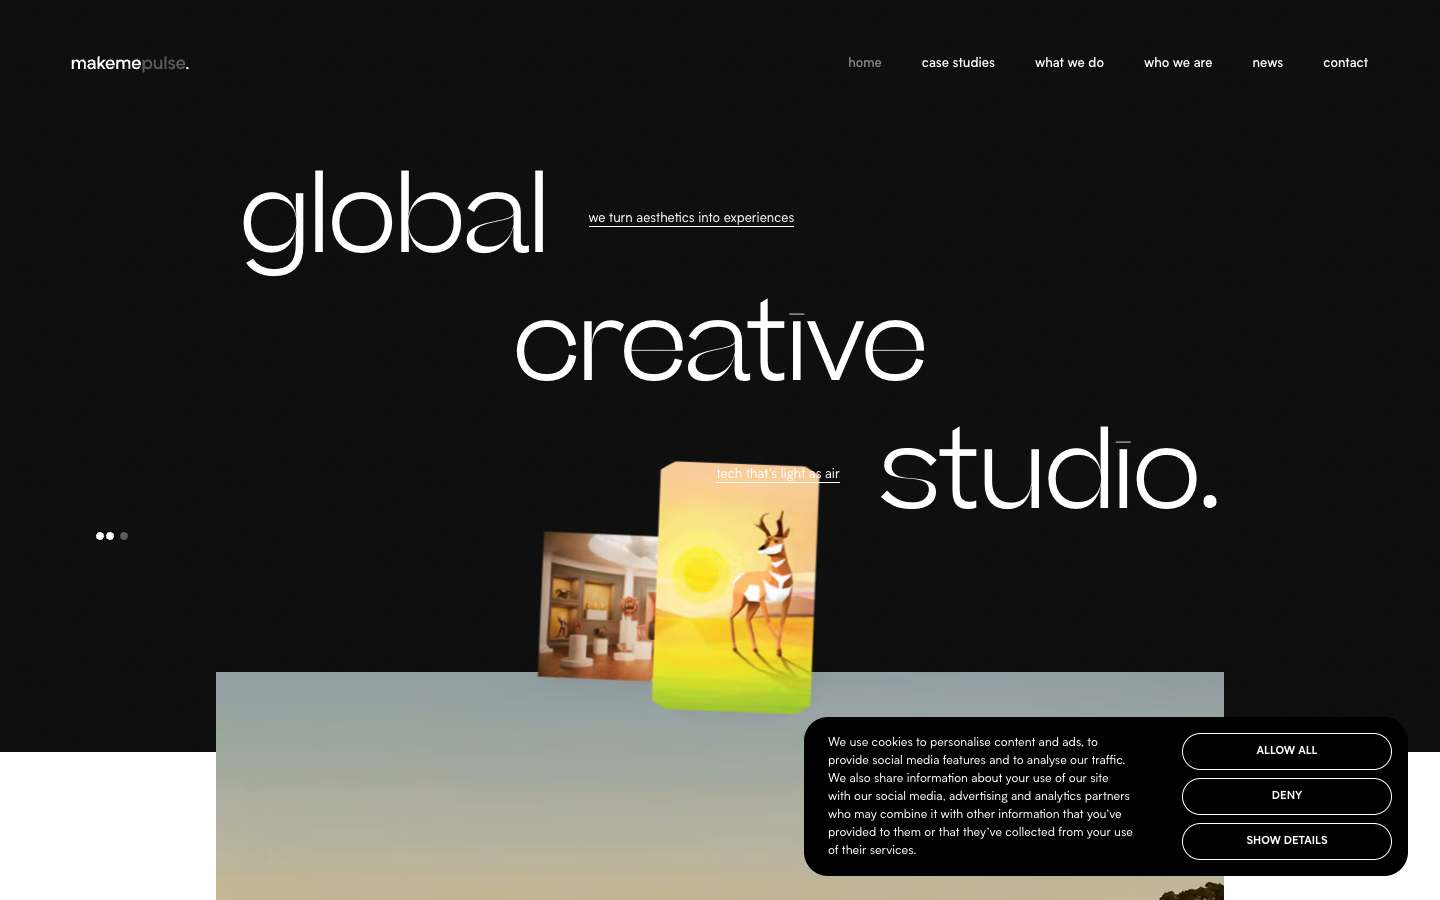 makemepulse.
home case studies what we do who we are news contact
global
we turn aesthetics into experiences
creative
tech that's light as air
studio.
We use cookies to personalise content and ads, to
provide social media features and to analyse our traffic.
We also share information about your use of our site
with our social media, advertising and analytics partners
who may combine it with other information that you've
provided to them or that they've collected from your use
of their services.
ALLOW ALL
DENY
SHOW DETAILS